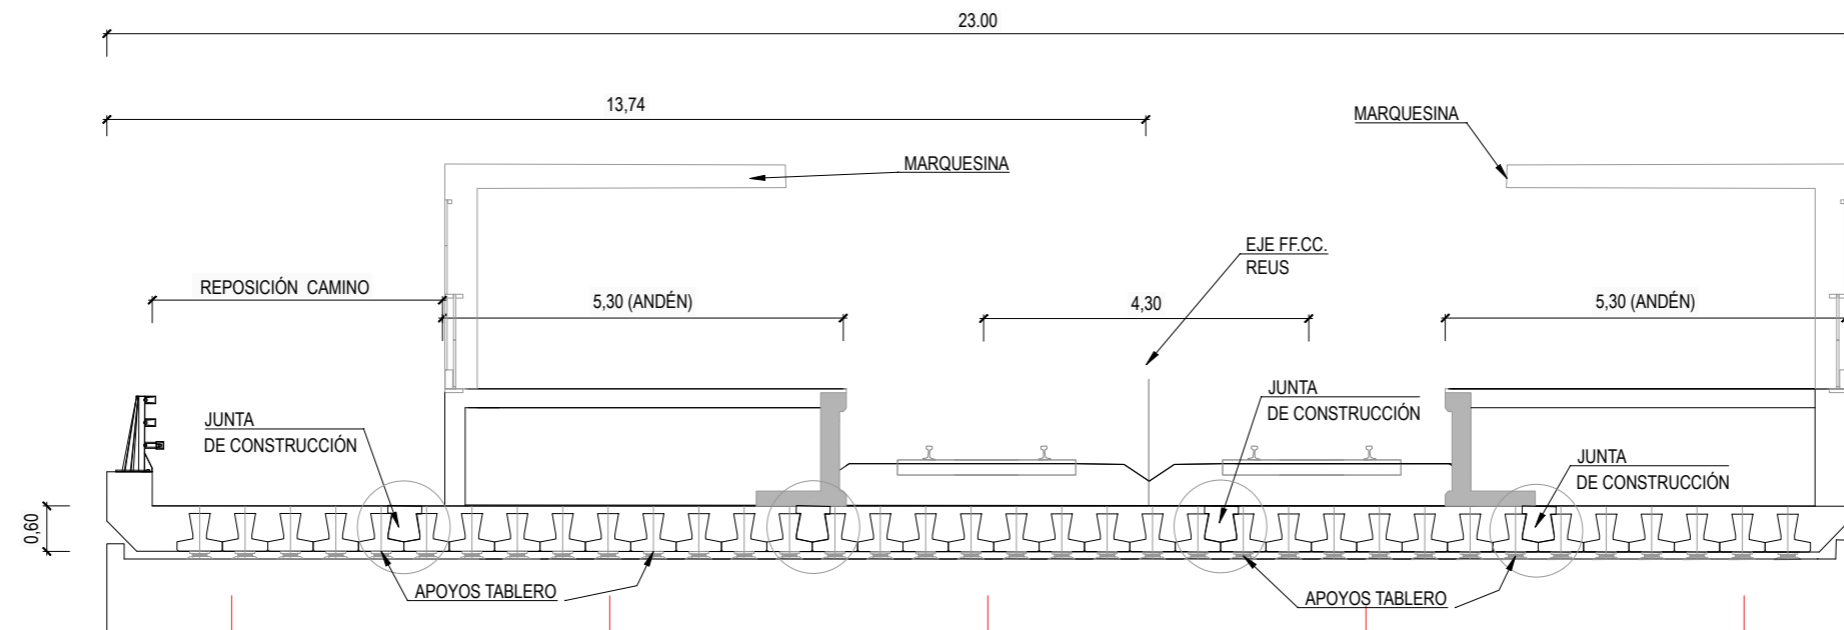 23.00
13,74
MARQUESINA
MARQUESINA
EJE FF.CC.
REUS
REPOSICIÓN CAMINO
5,30 (ANDÉN)
4,30
5,30 (ANDÉN)
JUNTA
DE CONSTRUCCIÓN
JUNTA
DE CONSTRUCCIÓN
JUNTA
DE CONSTRUCCIÓN
0,60
APOYOS TABLERO
APOYOS TABLERO